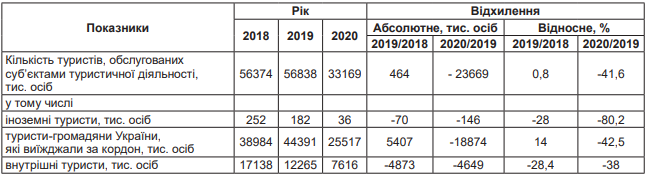 Показники Рік Відхилення
Абсолютне, тис. осіб Відносне, %
2018 2019 2020 2019/2018 2020/2019 2019/2018 2020/2019
Кількість туристів, обслугованих
суб'єктами туристичної діяльності,
тис. осіб 56374 56838 33169 464 - 23669 0,8 -41,6
у тому числі
іноземні туристи, тис. осіб 252 182 36 -70 -146 -28 -80,2
туристи-громадяни України,
які виїжджали за кордон, тис. осіб 38984 44391 25517 5407 -18874 14 -42,5
внутрішні туристи, тис. осіб 17138 12265 7616 -4873 -4649 -28,4 -38